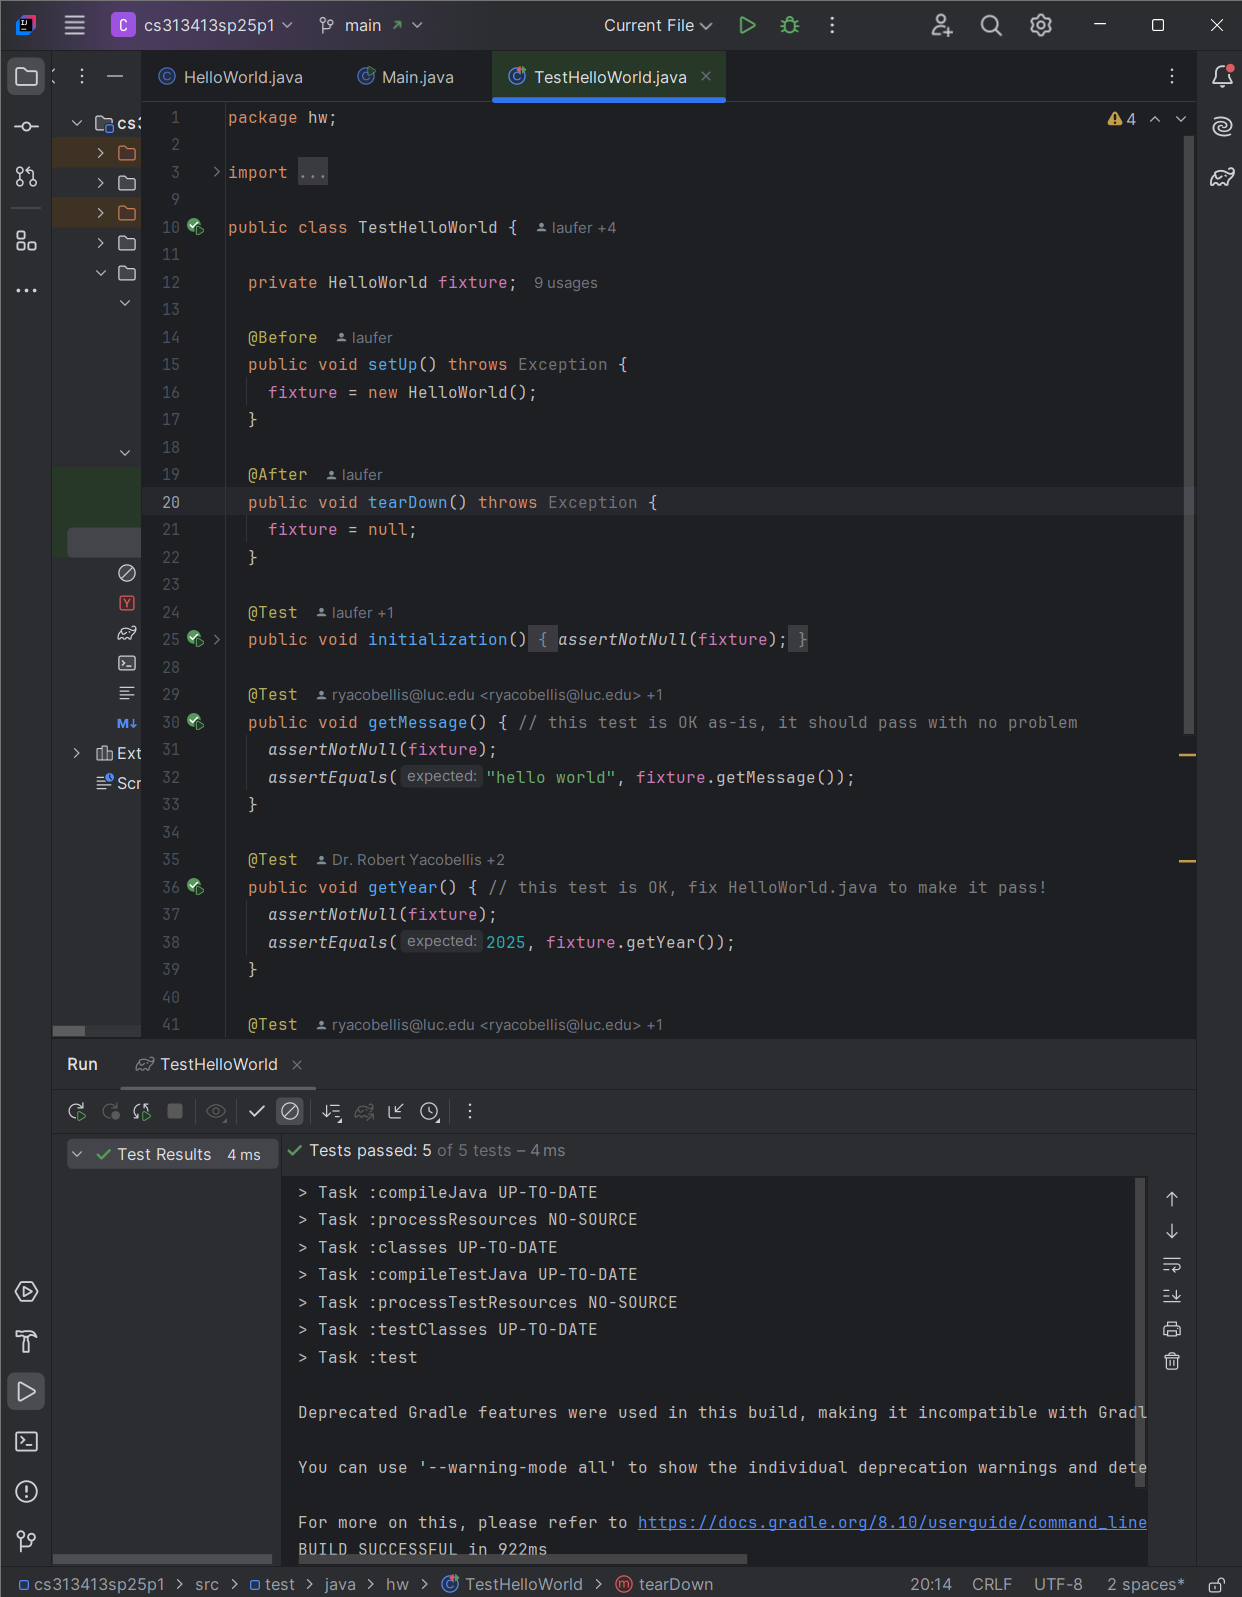 C cs313413sp25p1 main Current File
HelloWorld.java Main.java TestHelloWorld.java
cs3
Ext
Scr
1 package hw; 4
2
3 import ...
9
10 public class TestHelloWorld { laufer +4
11
12 private HelloWorld fixture; 9 usages
13
14 @Before laufer
15 public void setUp() throws Exception {
16 fixture = new HelloWorld();
17 }
18
19 @After laufer
20 public void tearDown() throws Exception {
21 fixture = null;
22 }
23
24 @Test laufer +1
25 public void initialization() { assertNotNull(fixture); }
28
29 @Test ryacobellis@luc.edu <ryacobellis@luc.edu> +1
30 public void getMessage() { // this test is OK as-is, it should pass with no problem
31 assertNotNull(fixture);
32 assertEquals( expected: "hello world", fixture.getMessage());
33 }
34
35 @Test Dr. Robert Yacobellis +2
36 public void getYear() { // this test is OK, fix HelloWorld.java to make it pass!
37 assertNotNull(fixture);
38 assertEquals( expected: 2025, fixture.getYear());
39 }
40
41 @Test ryacobellis@luc.edu <ryacobellis@luc.edu> +1
Run TestHelloWorld
Test Results 4 ms
Tests passed: 5 of 5 tests – 4 ms
> Task :compileJava UP-TO-DATE
> Task :processResources NO-SOURCE
> Task :classes UP-TO-DATE
> Task :compileTestJava UP-TO-DATE
> Task :processTestResources NO-SOURCE
> Task :testClasses UP-TO-DATE
> Task :test
Deprecated Gradle features were used in this build, making it incompatible with Gradl
You can use '--warning-mode all' to show the individual deprecation warnings and dete
For more on this, please refer to https://docs.gradle.org/8.10/userguide/command_line
BUILD SUCCESSFUL in 922ms
cs313413sp25p1 > src > test > java > hw > TestHelloWorld > tearDown 20:14 CRLF UTF-8 2 spaces*